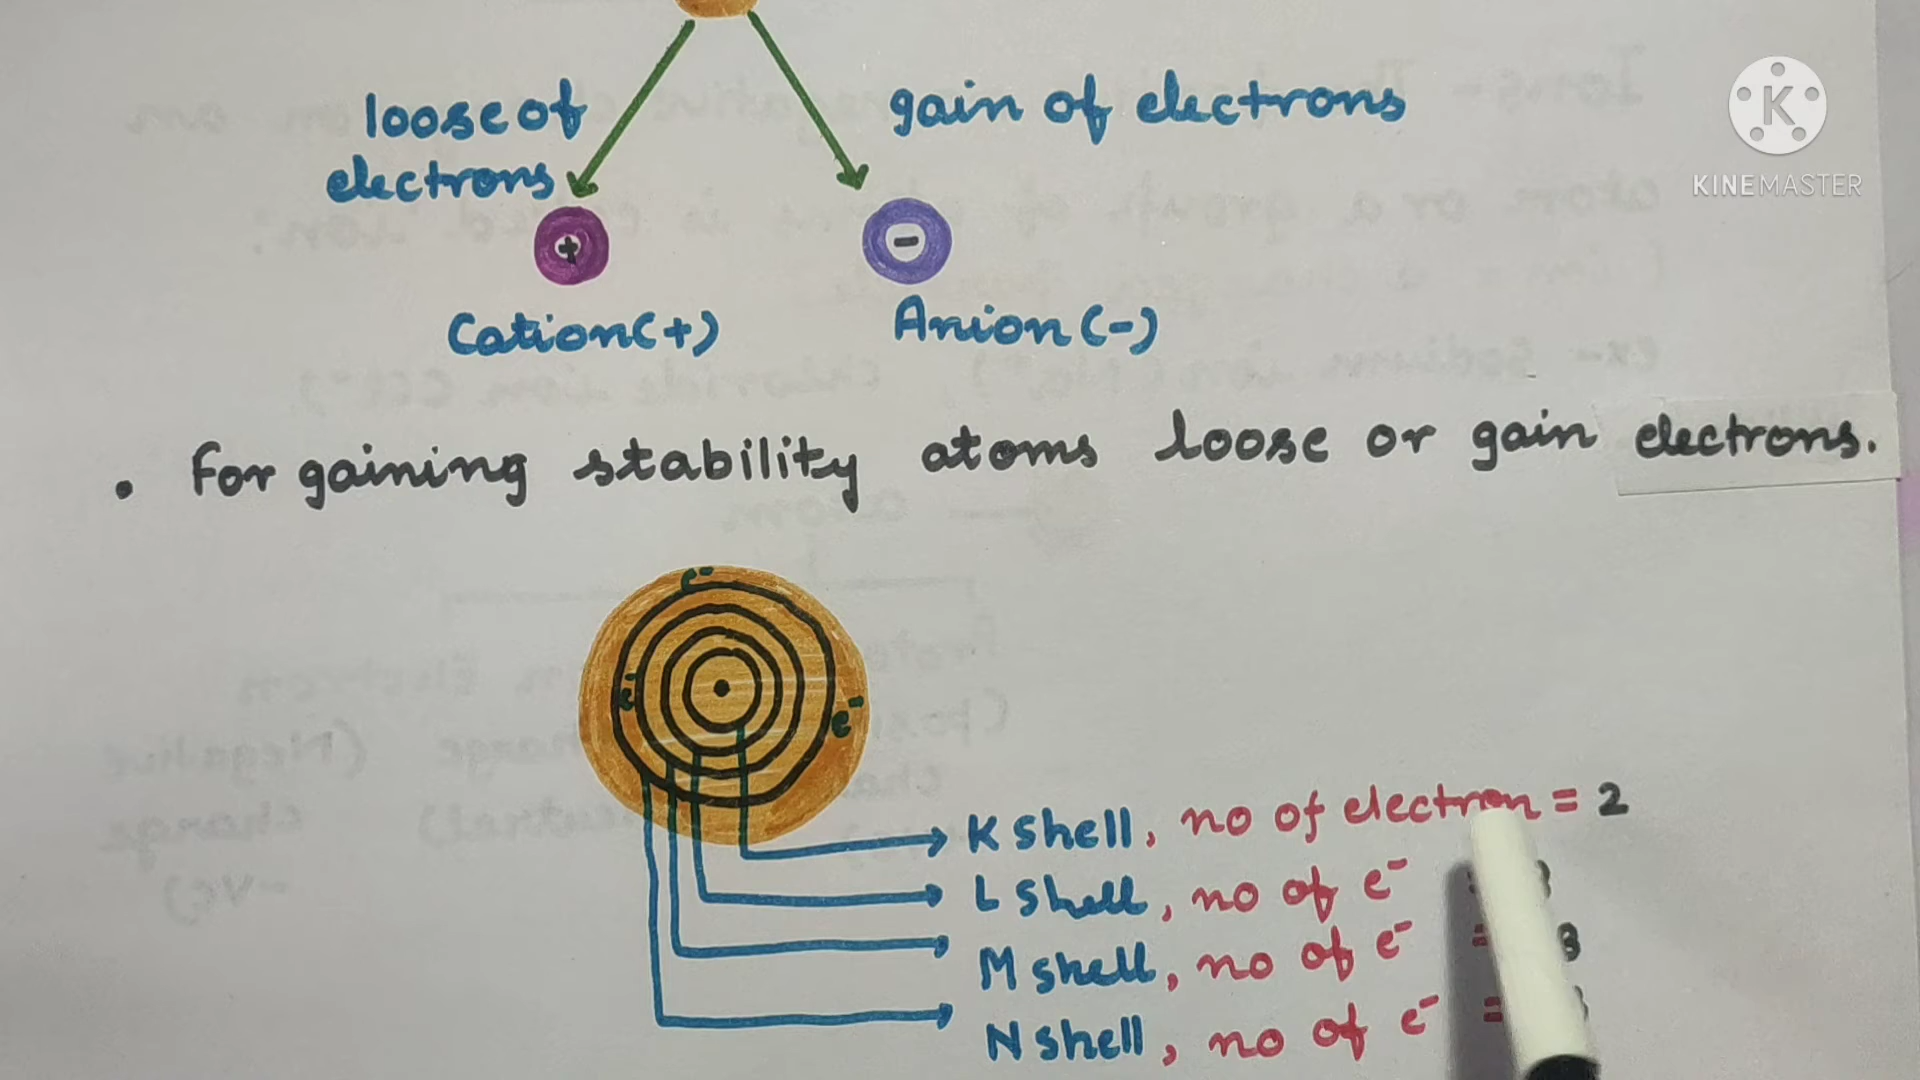 loose of
electrons
gain of electrons
KINEMASTER
Cation(+)
Anion(-)
• For gaining stability atoms loose or gain electrons.
e-
e-
e-
K shell, no of electron = 2
L shell, no of e-
M shell, no of e- =
N shell, no of e- =